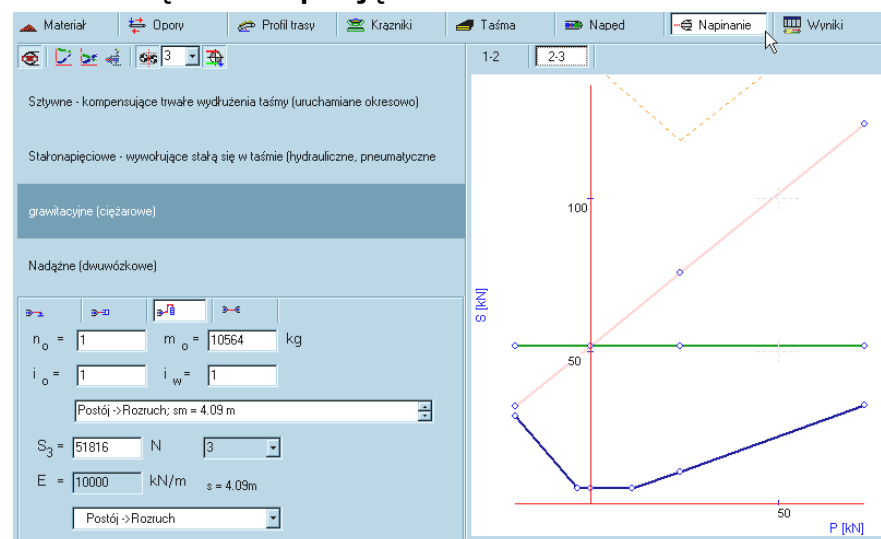 Materiał Opory Profil trasy Krążniki Taśma Napęd Napinanie Wyniki
3
1-2 2-3
Sztywne - kompensujące trwałe wydłużenia taśmy (uruchamiane okresowo)
Stałonapięciowe - wywołujące stałą się w taśmie (hydrauliczne, pneumatyczne
grawitacyjne (ciężarowe)
Nadążne (dwuwózkowe)
n o = 1 m o = 10564 kg
i o = 1 i w = 1
Postój ->Rozruch; sm = 4.09 m
S3 = 51816 N 3
E = 10000 kN/m s = 4.09m
Postój ->Rozruch
100
50
S [kN]
50
P [kN]